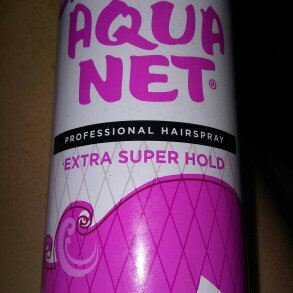 AQUA
NET®
PROFESSIONAL HAIRSPRAY
EXTRA SUPER HOLD